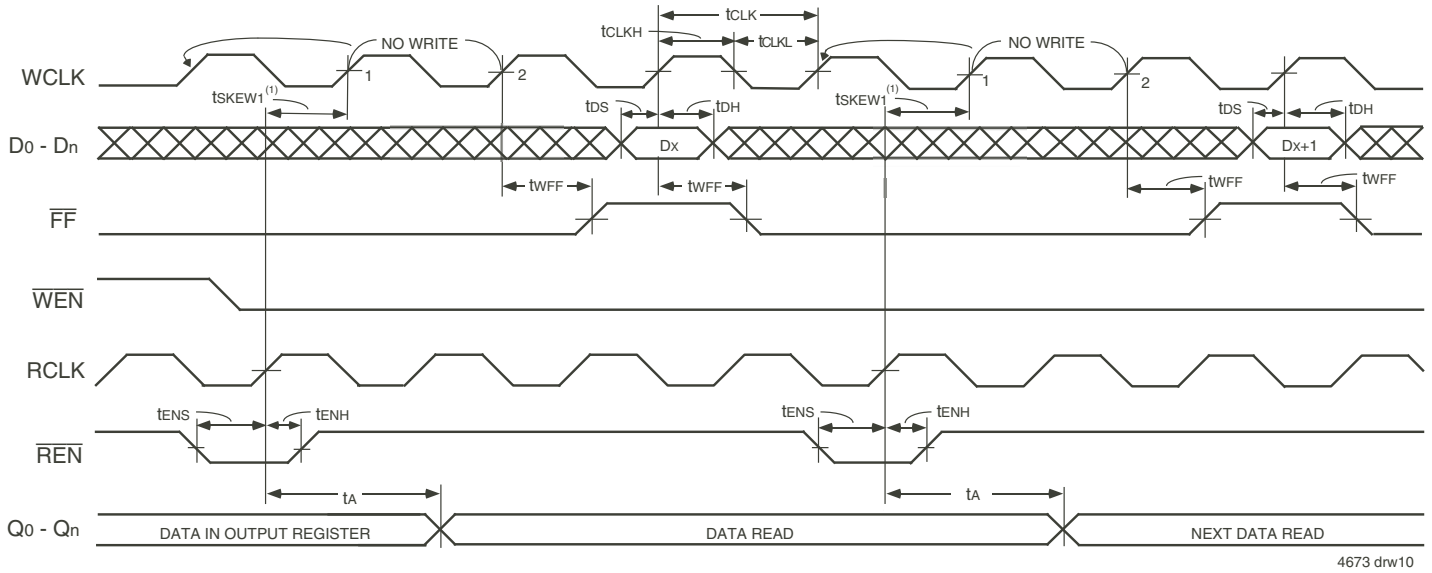 tCLK
tCLKH
tCLKL
NO WRITE
NO WRITE
WCLK
1
2
1
2
tSKEW1(1)
tDS
tDH
tSKEW1(1)
tDS
tDH
D0 - Dn
DX
DX+1
tWFF
tWFF
tWFF
tWFF
FF
WEN
RCLK
tENS
tENH
tENS
tENH
REN
tA
tA
Q0 - Qn
DATA IN OUTPUT REGISTER
DATA READ
NEXT DATA READ
4673 drw10